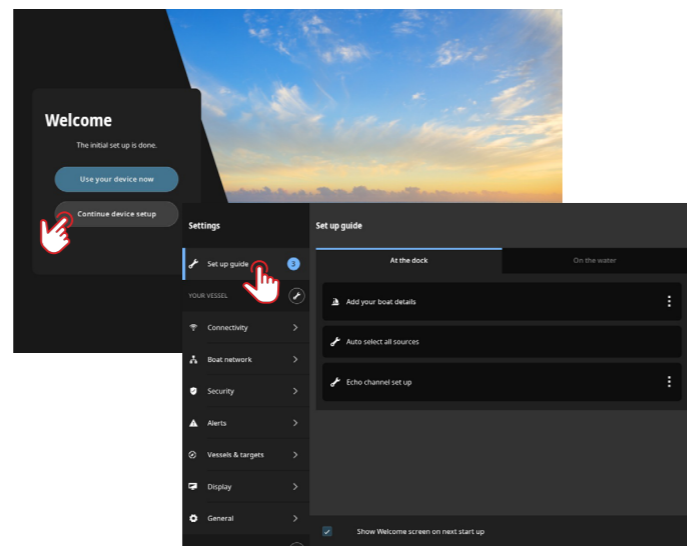 Welcome
The initial set up is done.
Use your device now
Continue device setup
Settings
Set up guide
3
YOUR VESSEL
Connectivity
Boat network
Security
Alerts
Vessels & targets
Display
General
Set up guide
At the dock
On the water
Add your boat details
Auto select all sources
Echo channel set up
Show Welcome screen on next start up